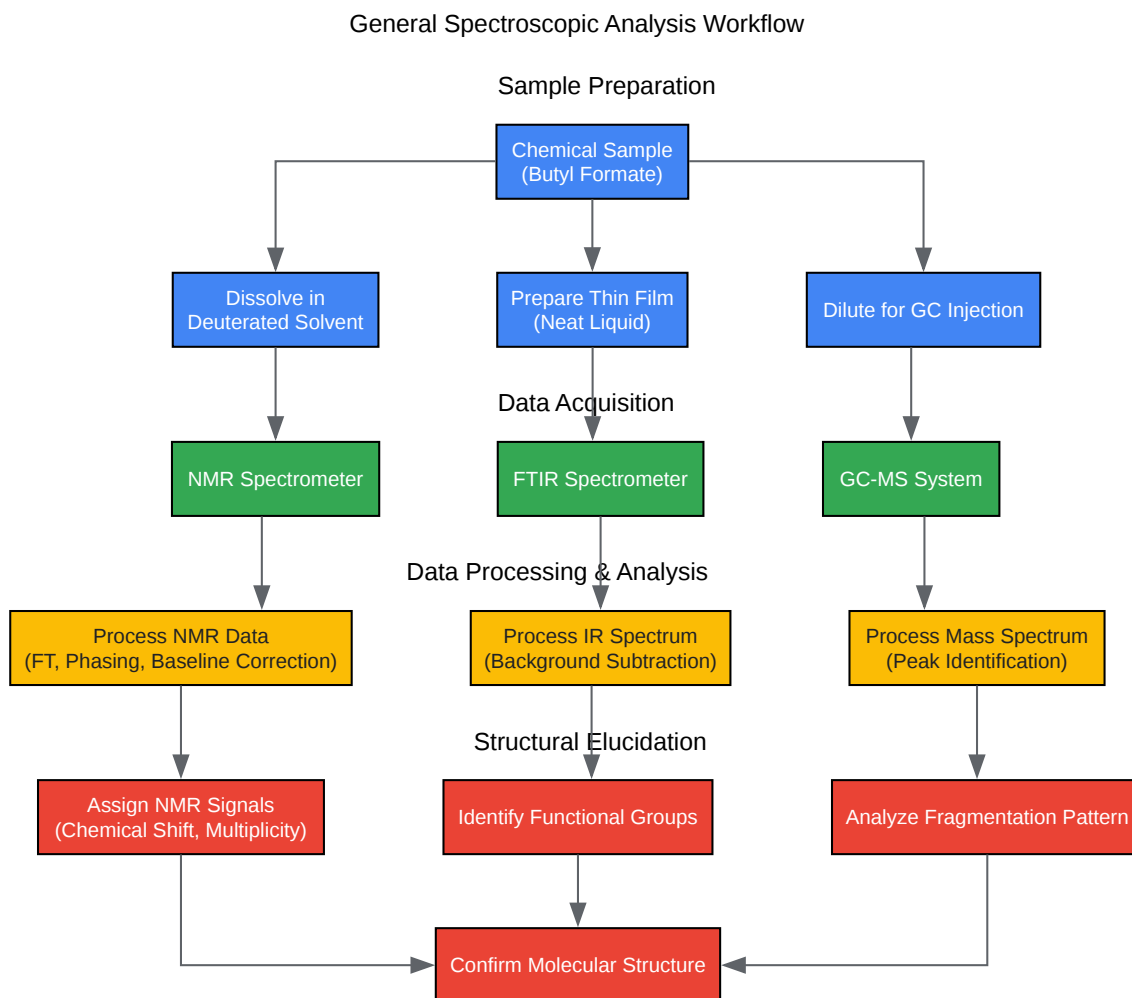 General Spectroscopic Analysis Workflow
Sample Preparation
Chemical Sample
(Butyl Formate)
Dissolve in
Deuterated Solvent
Prepare Thin Film
(Neat Liquid)
Dilute for GC Injection
Data Acquisition
NMR Spectrometer
FTIR Spectrometer
GC-MS System
Data Processing & Analysis
Process NMR Data
(FT, Phasing, Baseline Correction)
Process IR Spectrum
(Background Subtraction)
Process Mass Spectrum
(Peak Identification)
Structural Elucidation
Assign NMR Signals
(Chemical Shift, Multiplicity)
Identify Functional Groups
Analyze Fragmentation Pattern
Confirm Molecular Structure